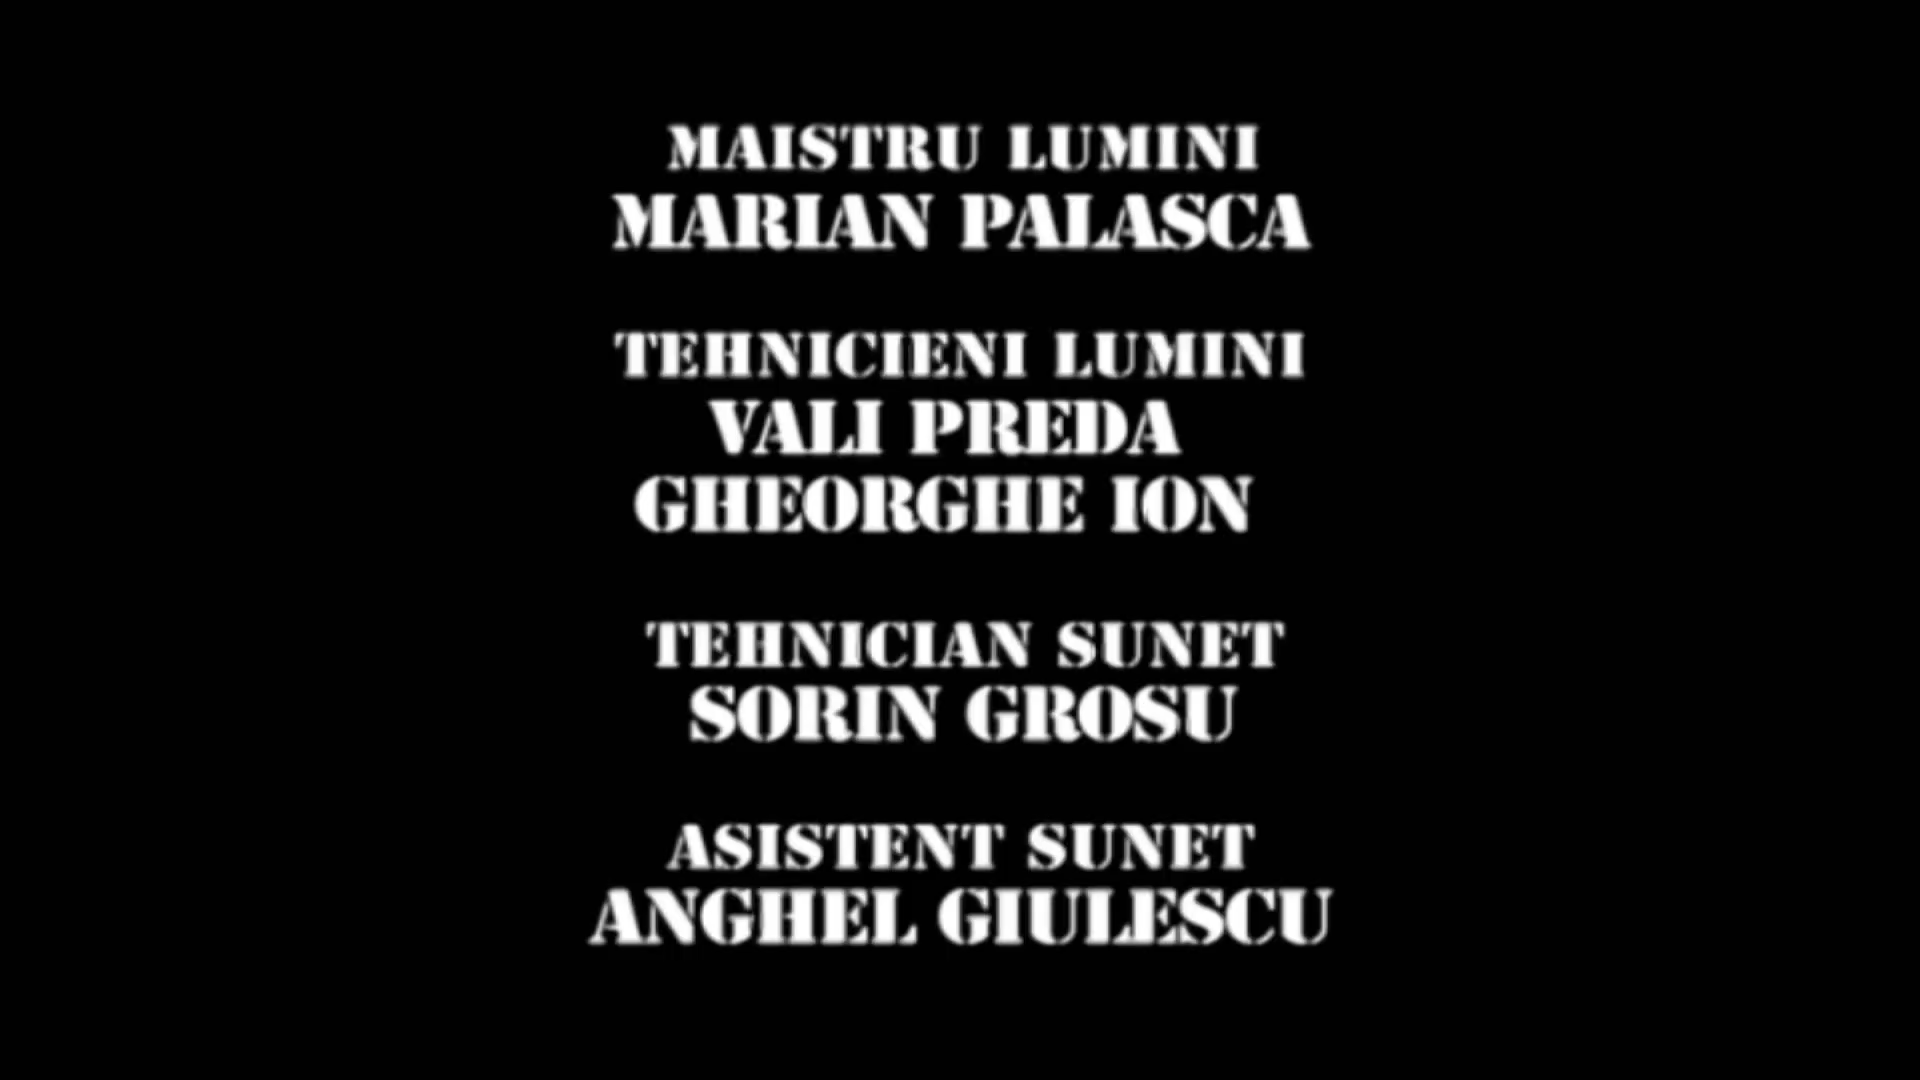 MAISTRU LUMINI
MARIAN PALASCA
TEHNICIENI LUMINI
VALI PREDA
GHEORGHE ION
TEHNICIAN SUNET
SORIN GROSU
ASISTENT SUNET
ANGHEL GIULESCU